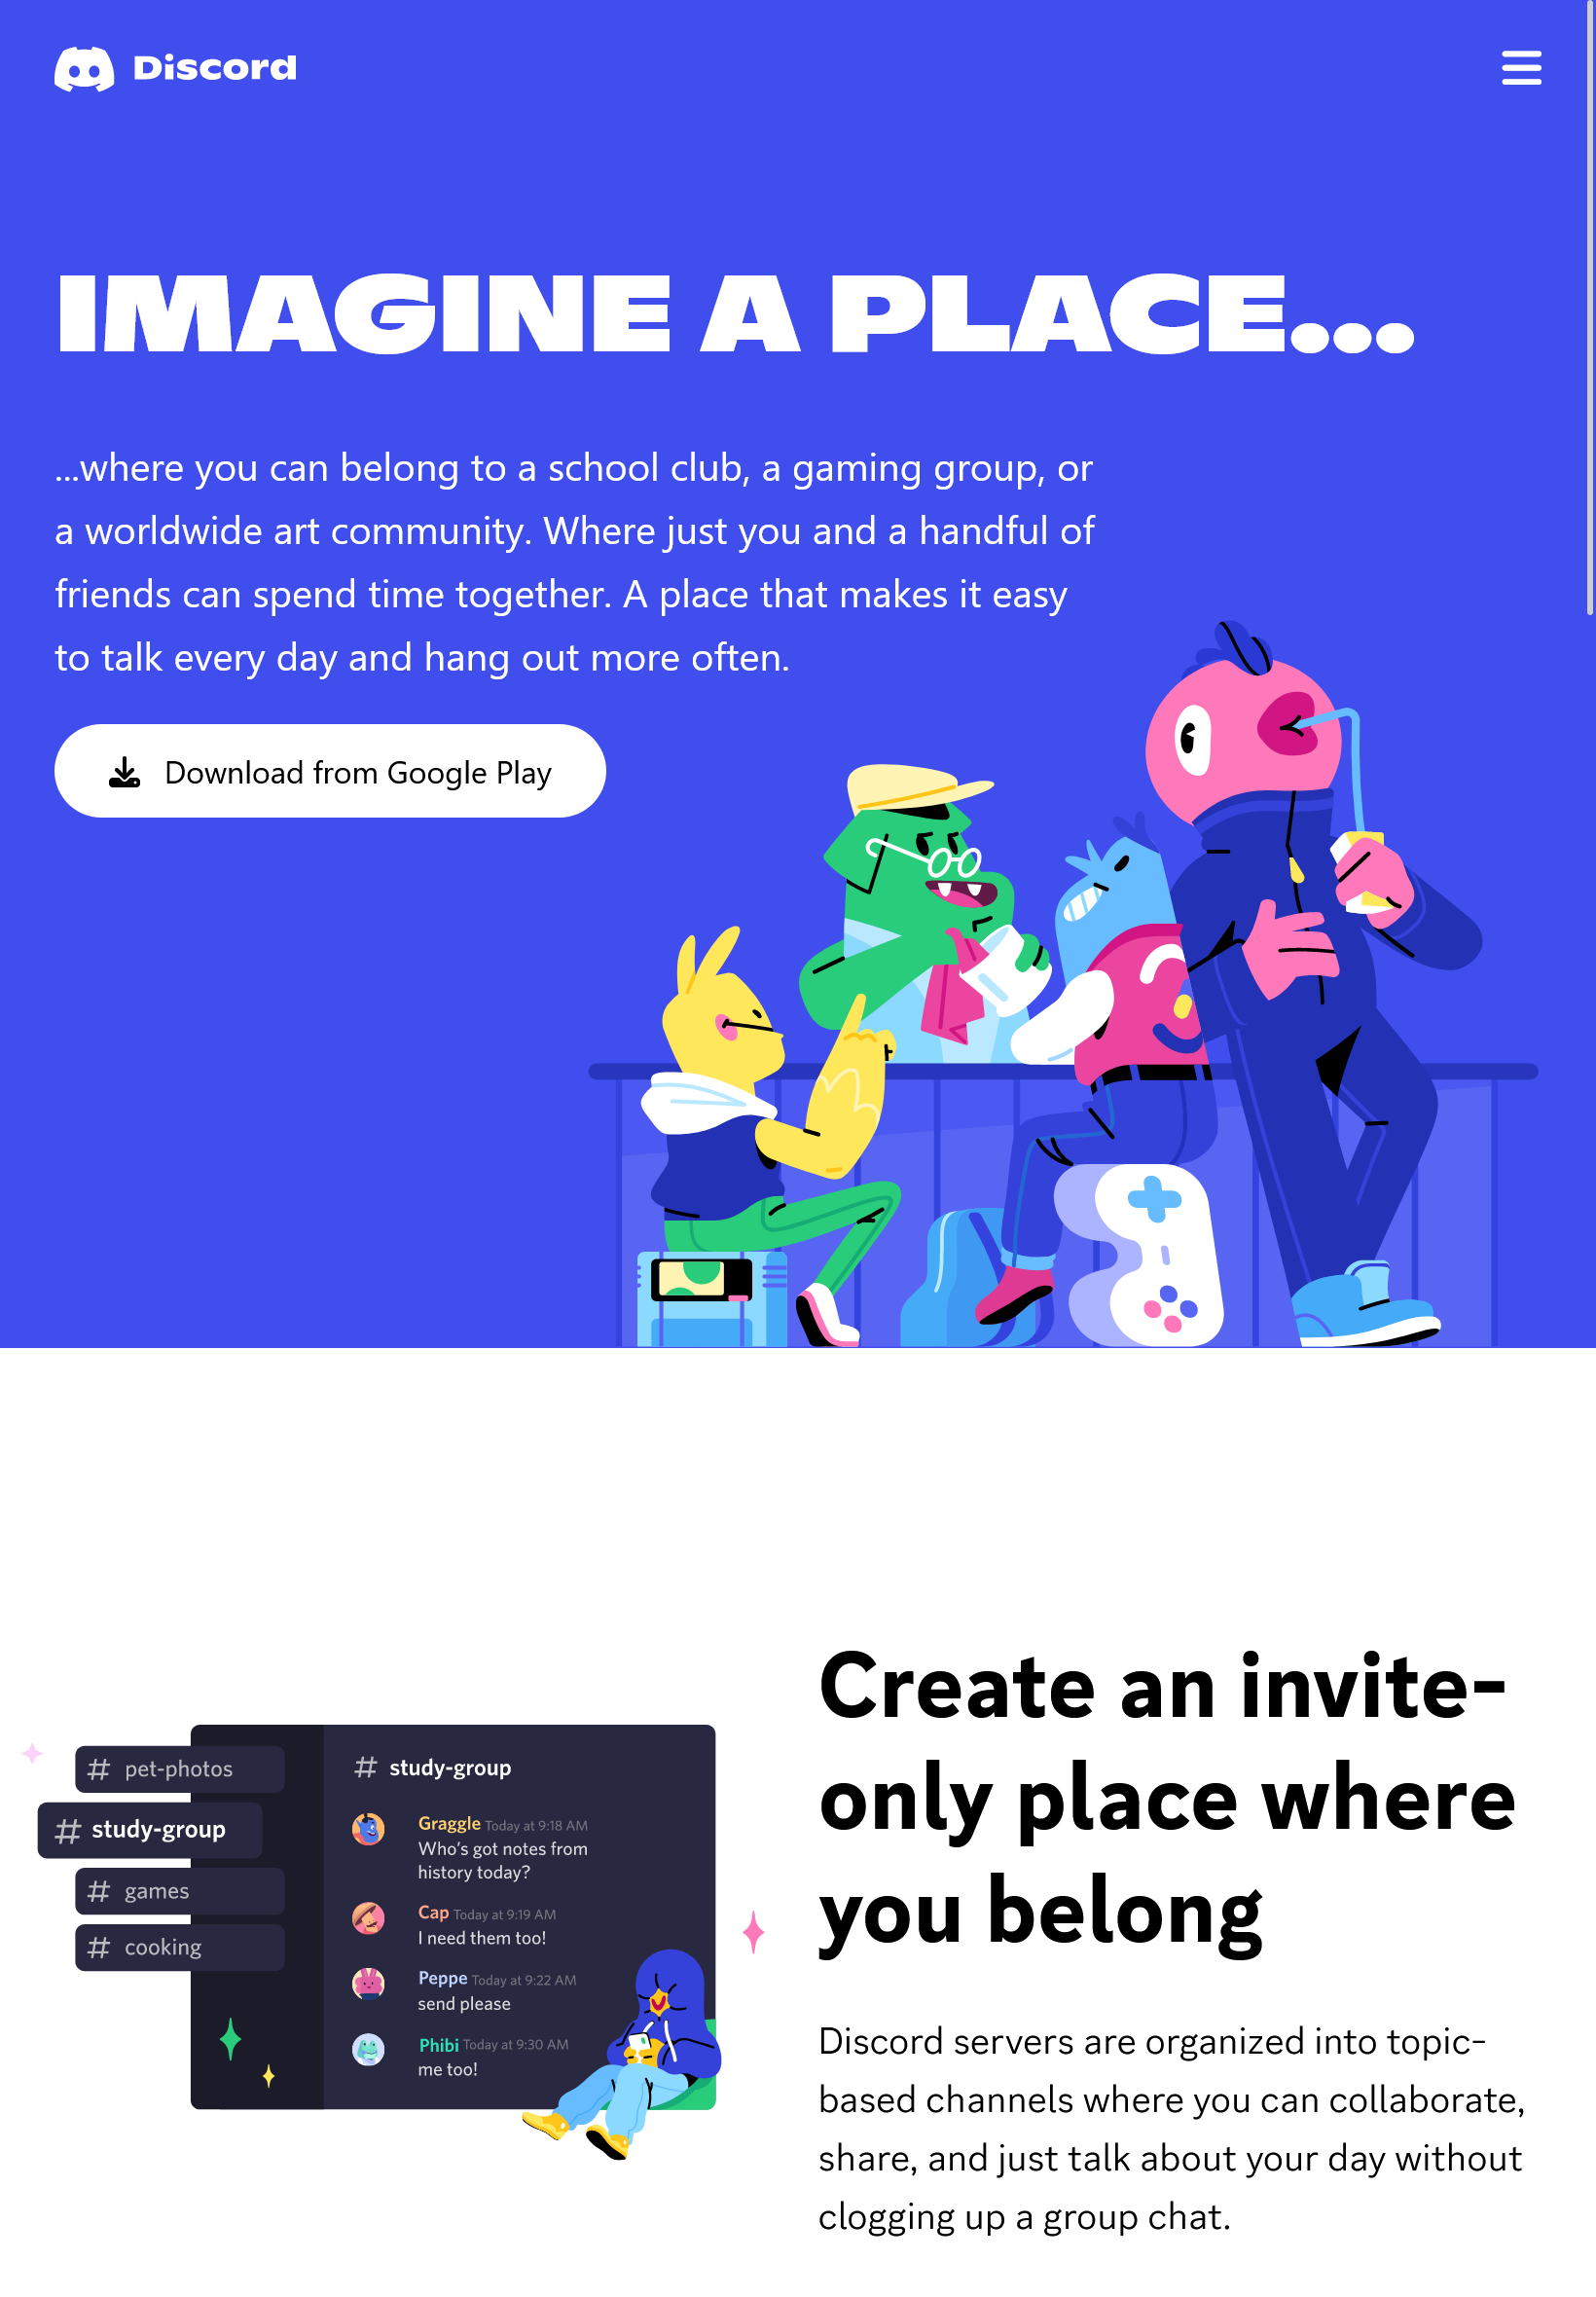 Discord
IMAGINE A PLACE...
...where you can belong to a school club, a gaming group, or
a worldwide art community. Where just you and a handful of
friends can spend time together. A place that makes it easy
to talk every day and hang out more often.
Download from Google Play
# pet-photos
# study-group
# games
# cooking
# study-group
Graggle Today at 9:18 AM
Who's got notes from
history today?
Cap Today at 9:19 AM
I need them too!
Peppe Today at 9:22 AM
send please
Phibi Today at 9:30 AM
me too!
Create an invite-
only place where
you belong
Discord servers are organized into topic-
based channels where you can collaborate,
share, and just talk about your day without
clogging up a group chat.